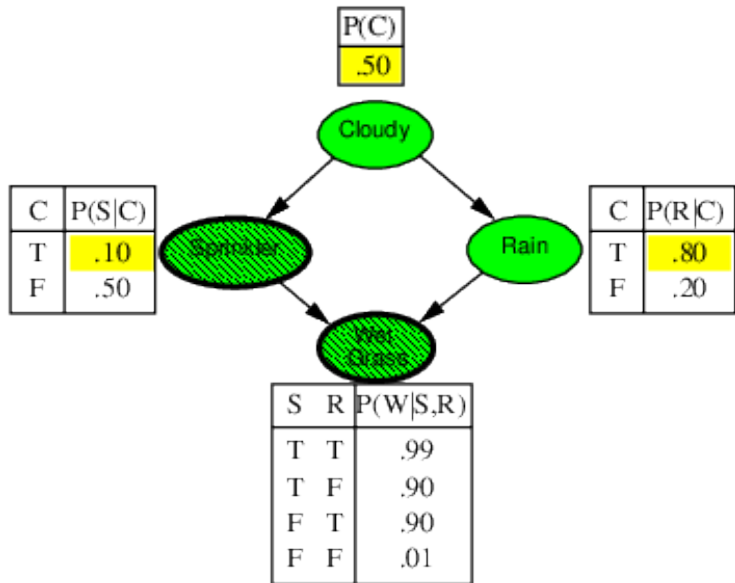 P(C)
.50
Cloudy
C P(S|C)
T .10
F .50
Sprinkler
Rain
C P(R|C)
T .80
F .20
Wet
Grass
S R P(W|S,R)
T T .99
T F .90
F T .90
F F .01